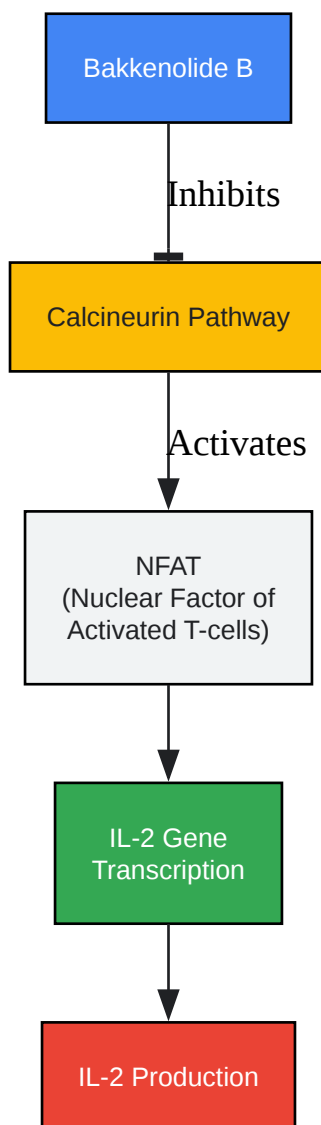 Bakkenolide B
Inhibits
Calcineurin Pathway
Activates
NFAT
(Nuclear Factor of
Activated T-cells)
IL-2 Gene
Transcription
IL-2 Production